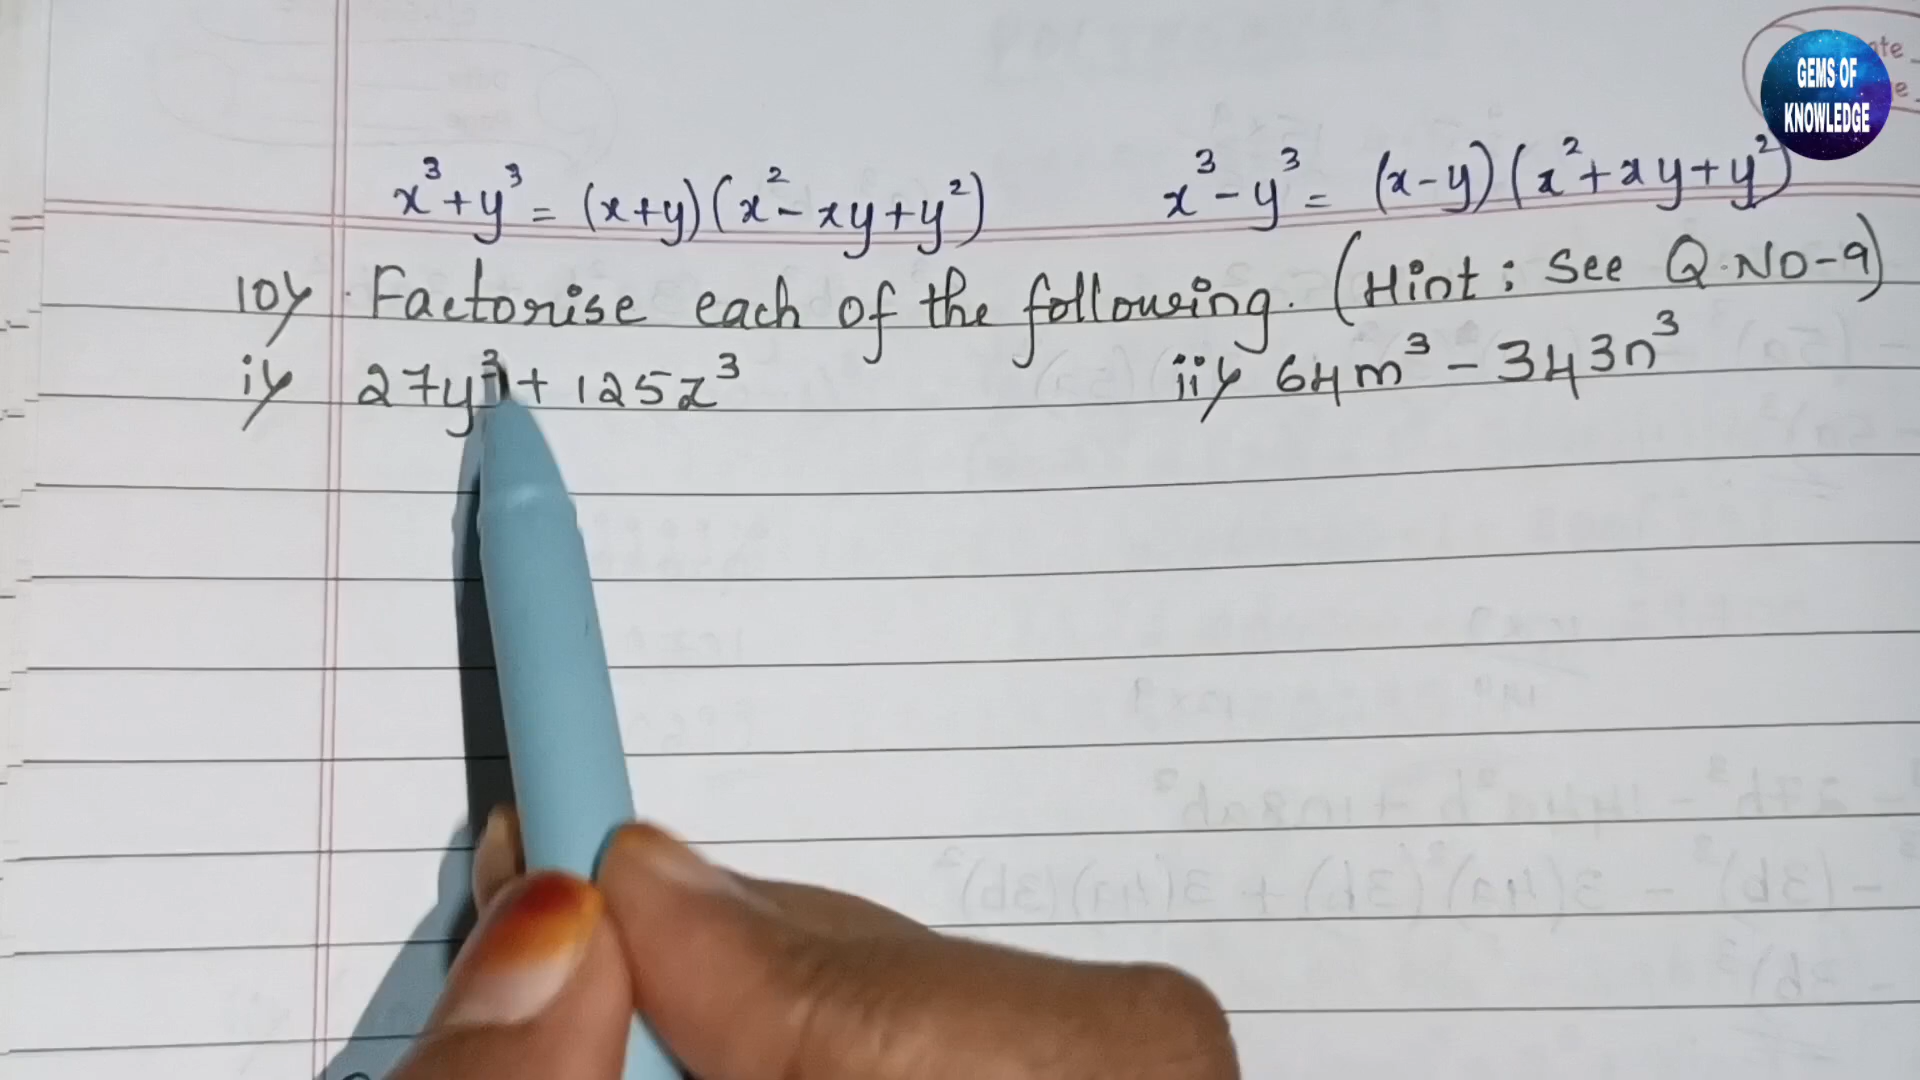 GEMS OF
KNOWLEDGE
x³+y³ = (x+y)(x²-xy+y²) x³-y³ = (x-y)(x²+xy+y²)
10) Factorise each of the following. (Hint: See Q.No-9)
i) 27y³ + 125z³ ii) 64m³ - 343n³